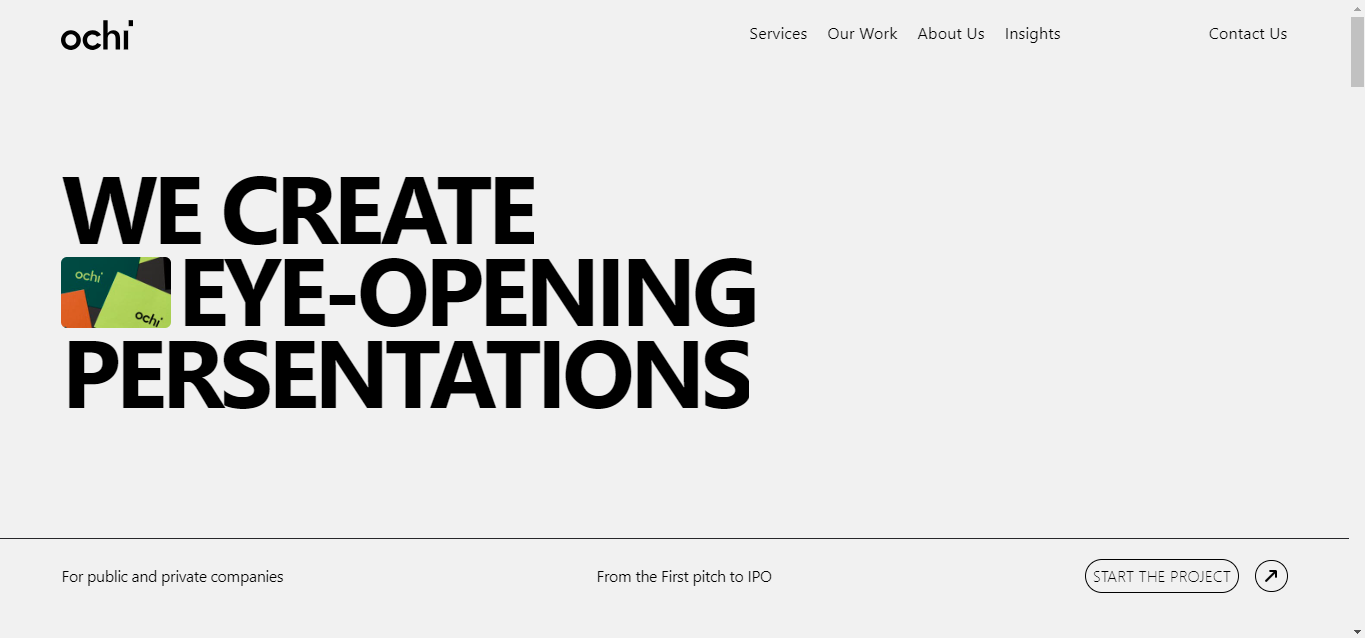 ochi
Services Our Work About Us Insights Contact Us
WE CREATE
ochi
ochi
EYE-OPENING
PERSENTATIONS
For public and private companies From the First pitch to IPO START THE PROJECT